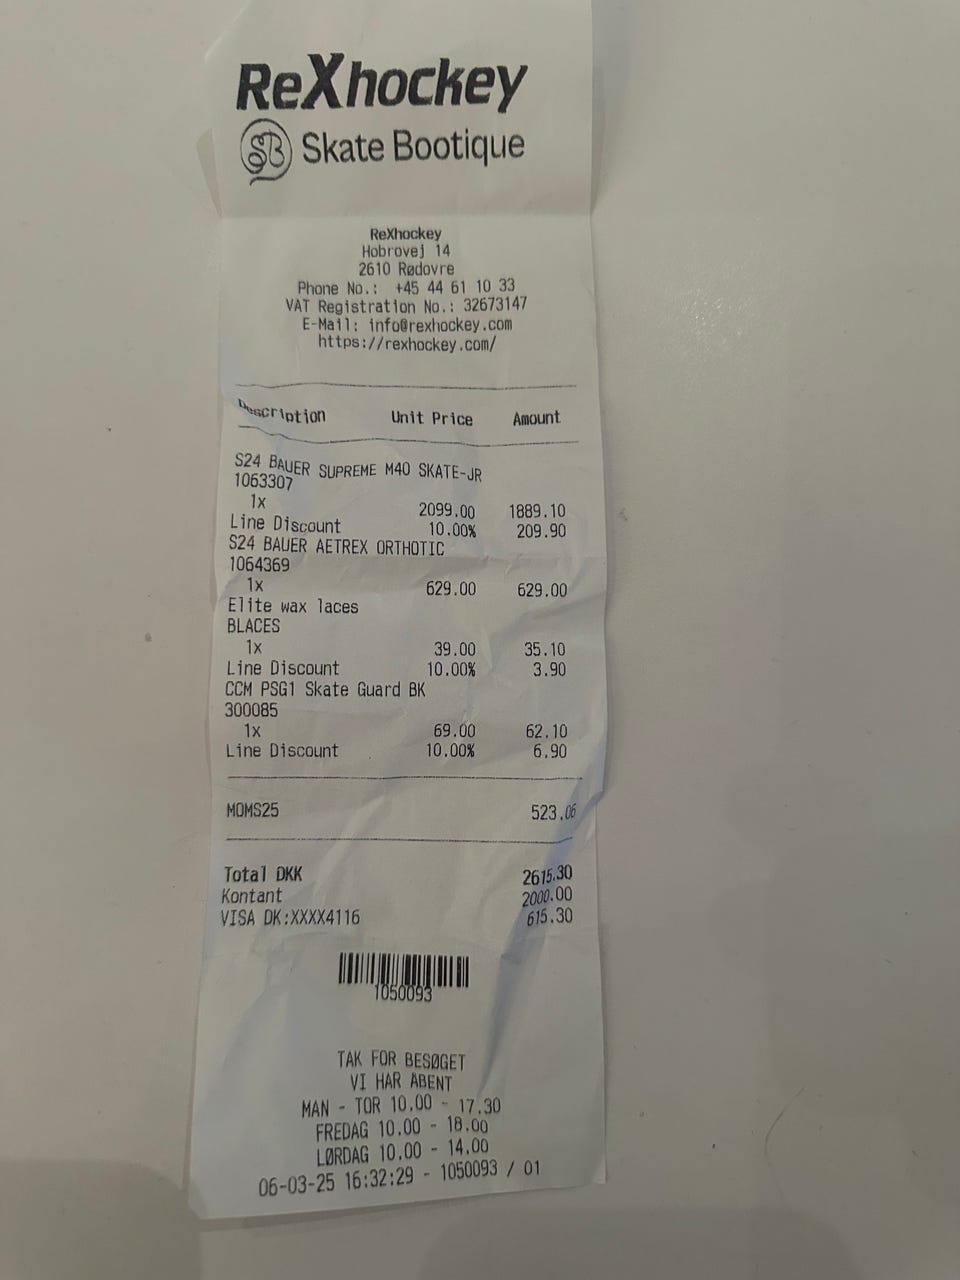 ReXhockey
SB Skate Bootique
ReXhockey
Hobrovej 14
2610 Rødovre
Phone No.: +45 44 61 10 33
VAT Registration No.: 32673147
E-Mail: info@rexhockey.com
https://rexhockey.com/
Description Unit Price Amount
S24 BAUER SUPREME M40 SKATE-JR
1063307
1x 2099.00 1889.10
Line Discount 10.00% 209.90
S24 BAUER AETREX ORTHOTIC
1064369
1x 629.00 629.00
Elite wax laces
BLACES
1x 39.00 35.10
Line Discount 10.00% 3.90
CCM PSG1 Skate Guard BK
300085
1x 69.00 62.10
Line Discount 10.00% 6.90
MOMS25 523.06
Total DKK 2615.30
Kontant 2000.00
VISA DK:XXXX4116 615.30
1050093
TAK FOR BESØGET
VI HAR ÅBENT
MAN - TOR 10.00 - 17.30
FREDAG 10.00 - 18.00
LØRDAG 10.00 - 14.00
06-03-25 16:32:29 - 1050093 / 01